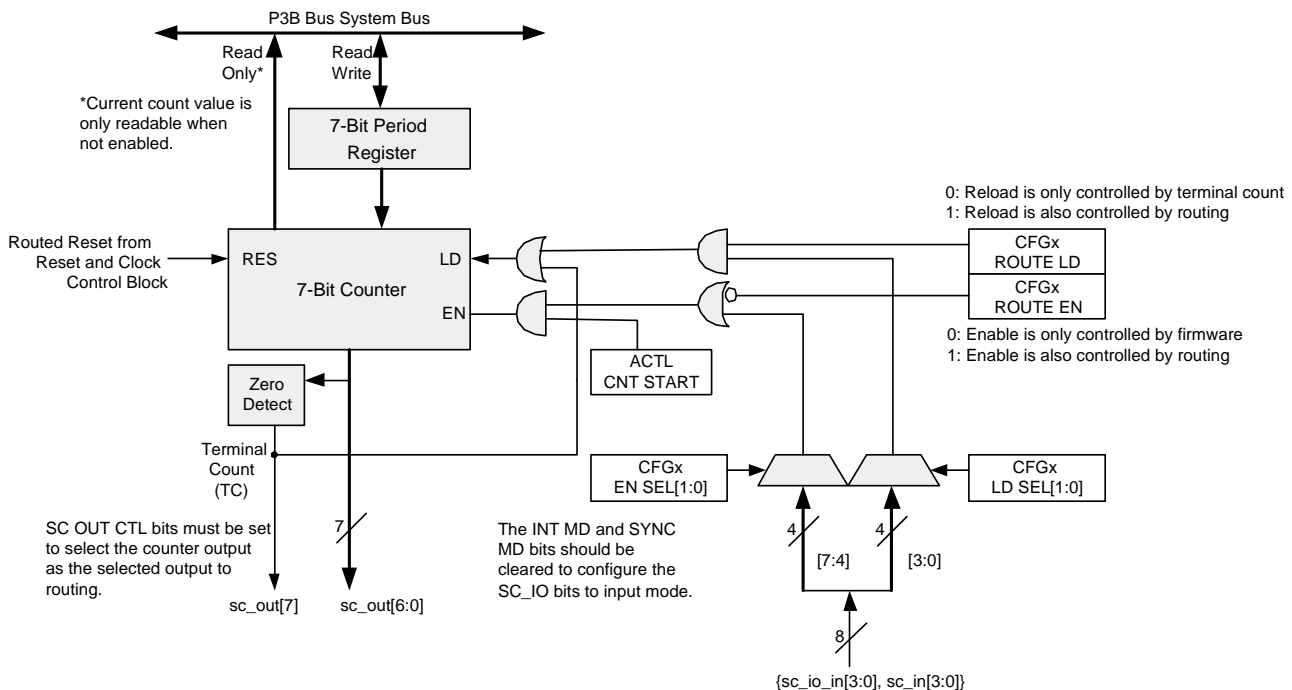 P3B Bus System Bus
Read
Only*
Read
Write
*Current count value is
only readable when
not enabled.
7-Bit Period
Register
0: Reload is only controlled by terminal count
1: Reload is also controlled by routing
Routed Reset from
Reset and Clock
Control Block
RES
LD
7-Bit Counter
EN
CFGx
ROUTE LD
CFGx
ROUTE EN
0: Enable is only controlled by firmware
1: Enable is also controlled by routing
ACTL
CNT START
Zero
Detect
Terminal
Count
(TC)
CFGx
EN SEL[1:0]
CFGx
LD SEL[1:0]
SC OUT CTL bits must be set
to select the counter output
as the selected output to
routing.
7
The INT MD and SYNC
MD bits should be
cleared to configure the
SC_IO bits to input mode.
4
4
[7:4]
[3:0]
sc_out[7]
sc_out[6:0]
8
{sc_io_in[3:0], sc_in[3:0]}